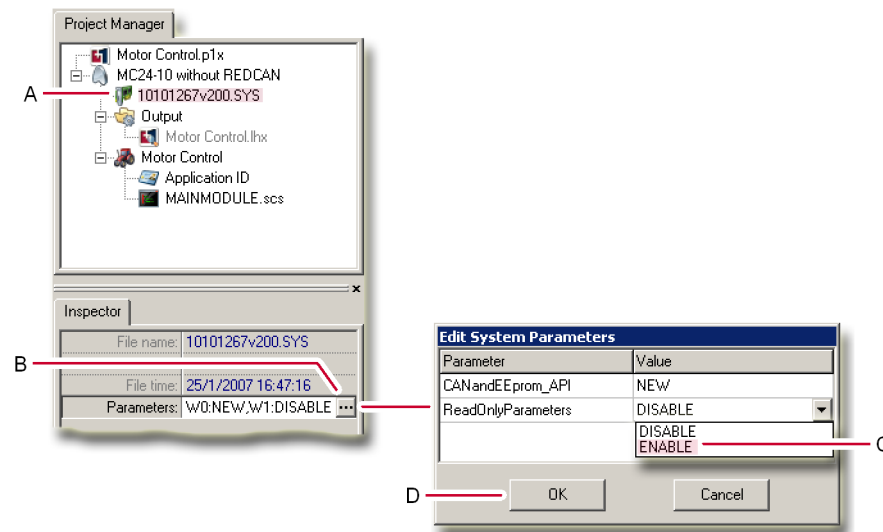 Project Manager
Motor Control.p1x
MC24-10 without REDCAN
A
10101267v200.SYS
Output
Motor Control.lhx
Motor Control
Application ID
MAINMODULE.scs
x
Inspector
File name: 10101267v200.SYS
B
File time: 25/1/2007 16:47:16
Parameters: W0:NEW,W1:DISABLE ...
Edit System Parameters
Parameter Value
CANandEEprom_API NEW
ReadOnlyParameters DISABLE
DISABLE
ENABLE
C
D
OK Cancel